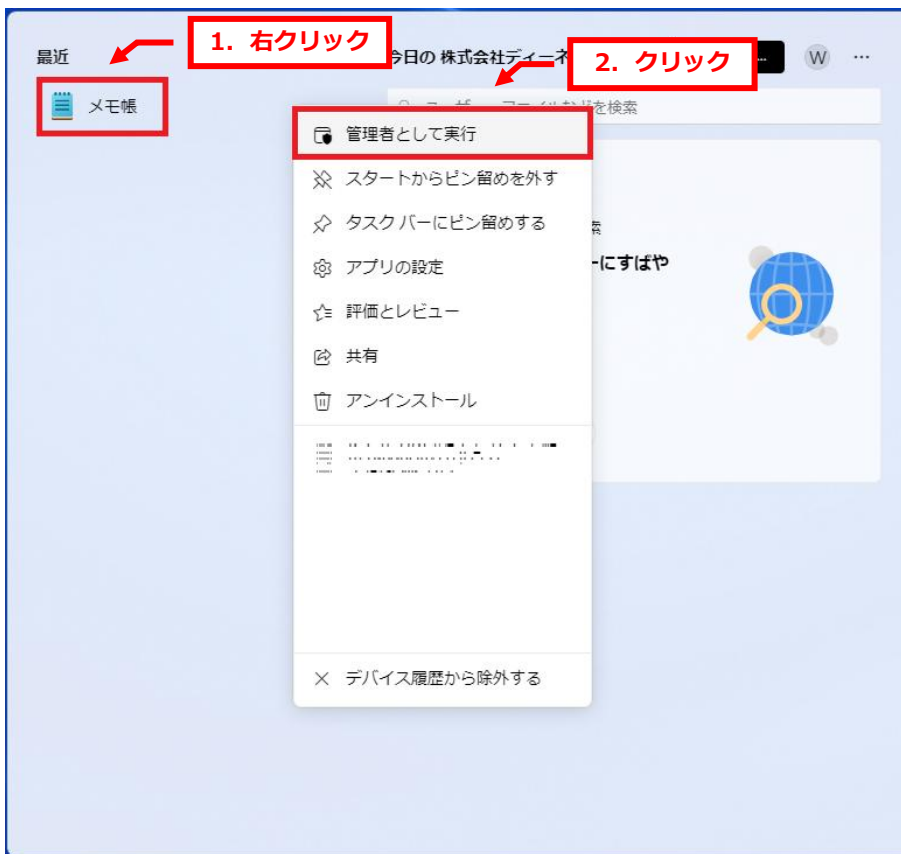 1. 右クリック
2. クリック
最近
今日の 株式会社ディーネ
W
メモ帳
を検索
管理者として実行
スタートからピン留めを外す
タスク バーにピン留めする
索
ーにすばや
アプリの設定
評価とレビュー
共有
アンインストール
デバイス履歴から除外する